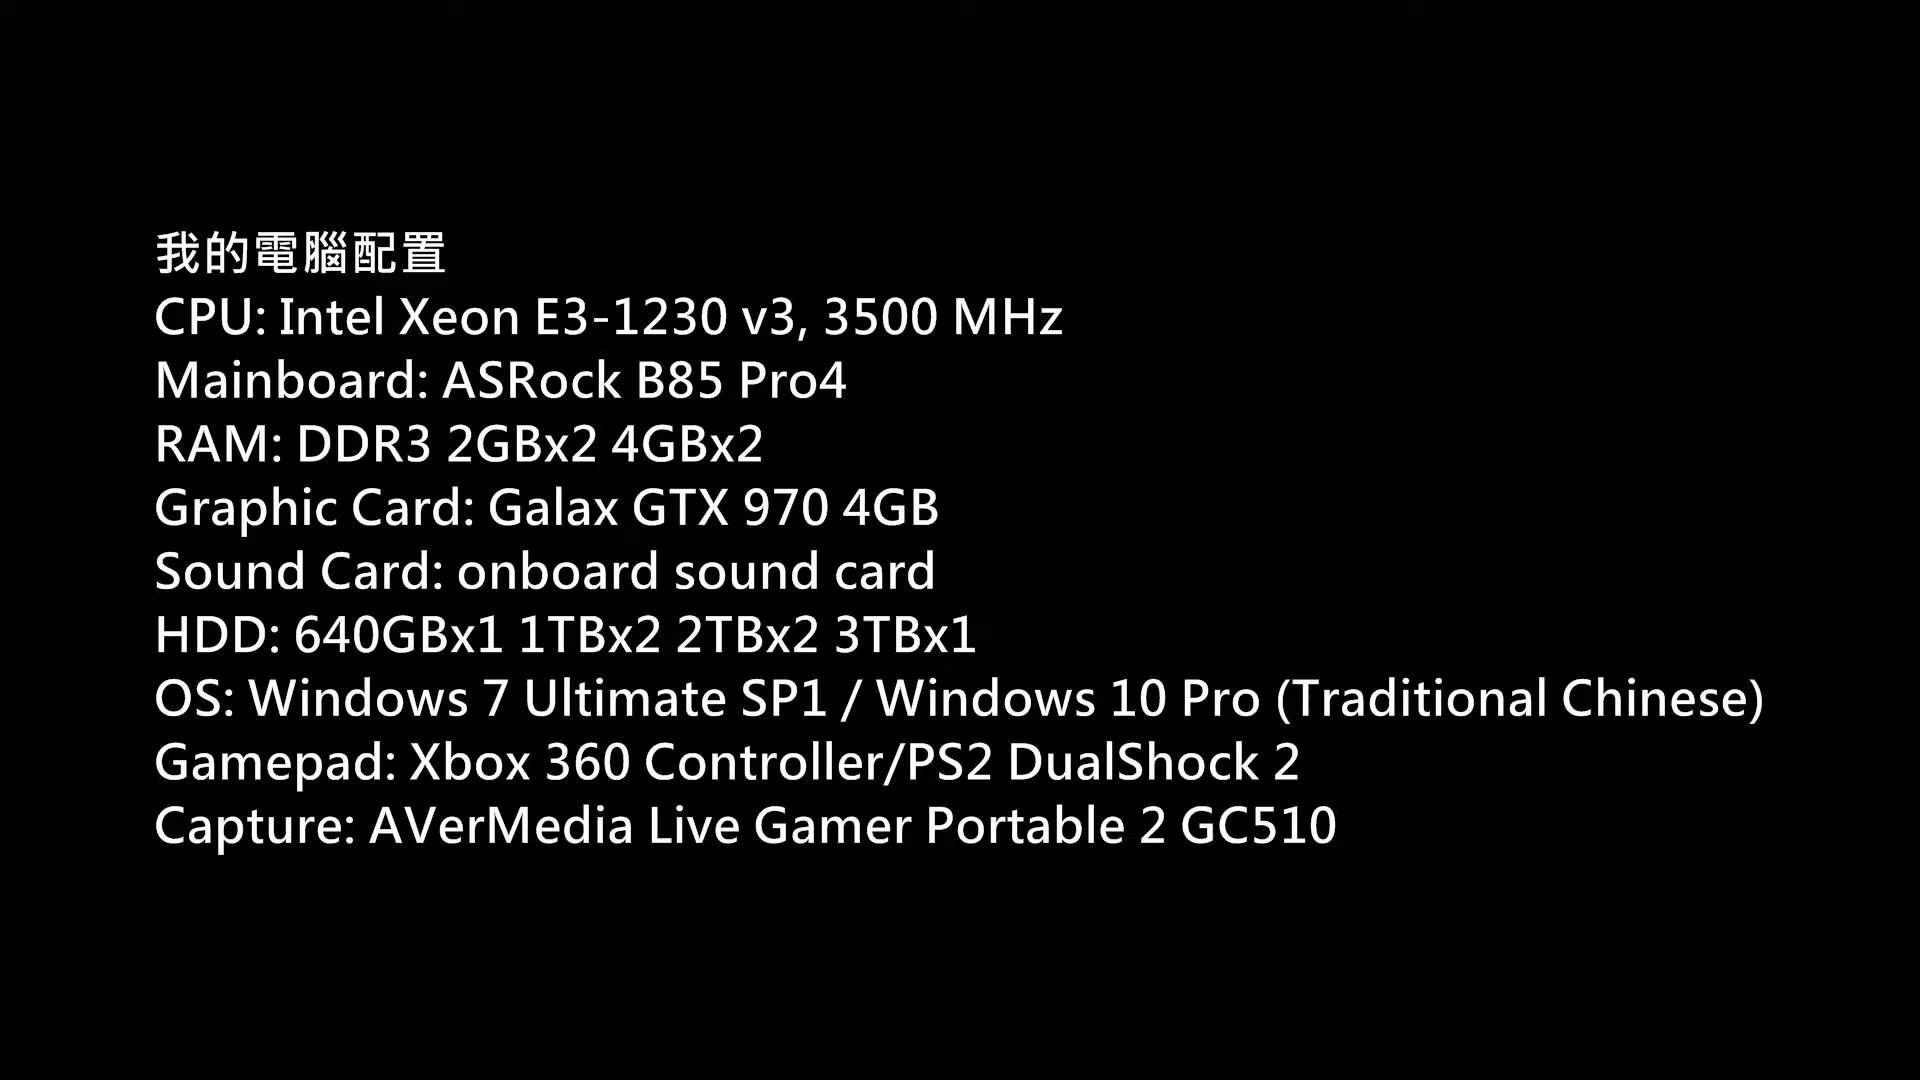 我的電腦配置
CPU: Intel Xeon E3-1230 v3, 3500 MHz
Mainboard: ASRock B85 Pro4
RAM: DDR3 2GBx2 4GBx2
Graphic Card: Galax GTX 970 4GB
Sound Card: onboard sound card
HDD: 640GBx1 1TBx2 2TBx2 3TBx1
OS: Windows 7 Ultimate SP1 / Windows 10 Pro (Traditional Chinese)
Gamepad: Xbox 360 Controller/PS2 DualShock 2
Capture: AVerMedia Live Gamer Portable 2 GC510